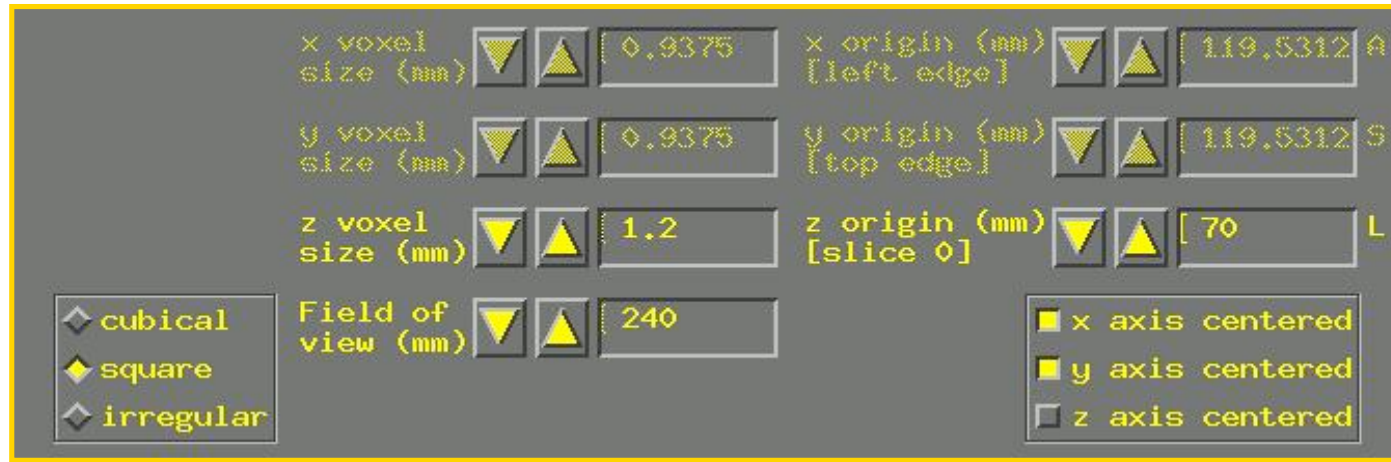 x voxel size (mm) 0.9375 x origin (mm) [left edge] 119.5312 A
y voxel size (mm) 0.9375 y origin (mm) [top edge] 119.5312 S
z voxel size (mm) 1.2 z origin (mm) [slice 0] 70 L
Field of view (mm) 240
cubical
square
irregular
x axis centered
y axis centered
z axis centered